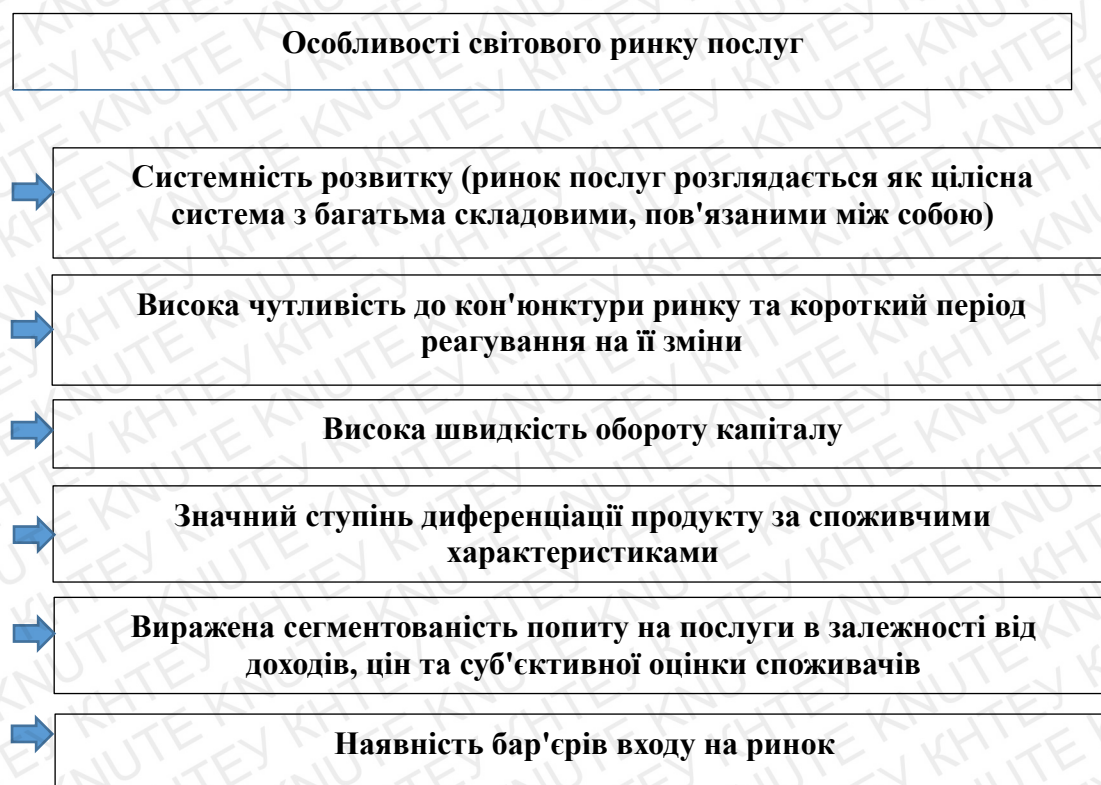 Особливості світового ринку послуг
Системність розвитку (ринок послуг розглядається як цілісна
система з багатьма складовими, пов'язаними між собою)
Висока чутливість до кон'юнктури ринку та короткий період
реагування на її зміни
Висока швидкість обороту капіталу
Значний ступінь диференціації продукту за споживчими
характеристиками
Виражена сегментованість попиту на послуги в залежності від
доходів, цін та суб'єктивної оцінки споживачів
Наявність бар'єрів входу на ринок